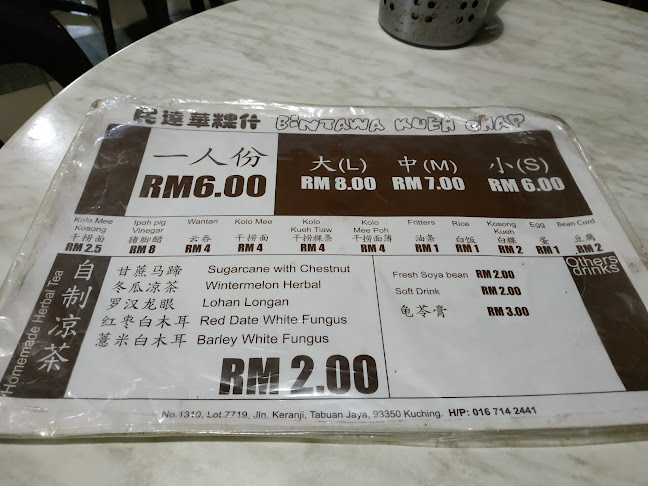 民達華粿什 BINTAWA KUEH CHAP
一人份 RM6.00
大(L) RM 8.00
中(M) RM 7.00
小(S) RM 6.00
Kolo Mee Kosong 干捞面 RM 2.5
Ipoh pig Vinegar 猪脚醋 RM 8
Wantan 云吞 RM 4
Kolo Mee 干捞面 RM 4
Kolo Kueh Tiaw 干捞粿条 RM 4
Kolo Mee Poh 干捞面薄 RM 4
Fritters 油条 RM 1
Rice 白饭 RM 1
Kosong Kueh 白粿 RM 2
Egg 蛋 RM 1
Bean Curd 豆腐 RM 2
自制凉茶
Homemade Herbal Tea
甘蔗马蹄 Sugarcane with Chestnut
冬瓜凉茶 Wintermelon Herbal
罗汉龙眼 Lohan Longan
红枣白木耳 Red Date White Fungus
薏米白木耳 Barley White Fungus
RM 2.00
Others drinks
Fresh Soya bean RM 2.00
Soft Drink RM 2.00
龟苓膏 RM 3.00
No.1310, Lot 7719, Jln. Keranji, Tabuan Jaya, 93350 Kuching. H/P: 016 714 2441